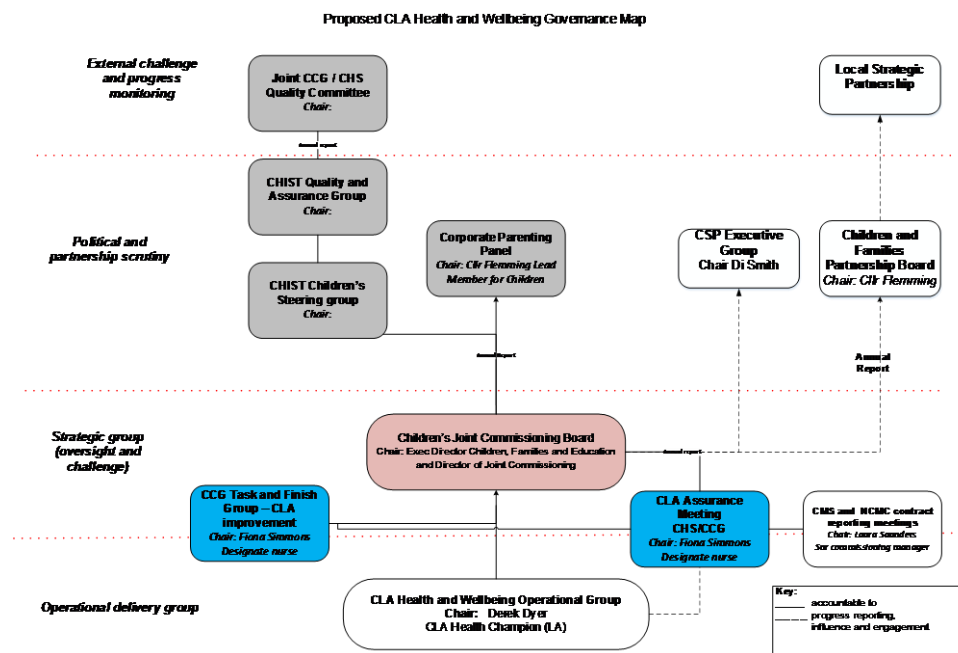 Proposed CLA Health and Wellbeing Governance Map
External challenge
and progress
monitoring
Joint CCG / CHS
Quality Committee
Chair:
Local Strategic
Partnership
Annual report
CHIST Quality and
Assurance Group
Chair:
Political and
partnership scrutiny
Corporate Parenting
Panel
Chair: Cllr Flemming Lead
Member for Children
CSP Executive
Group
Chair Di Smith
Children and
Families
Partnership Board
Chair: Cllr Flemming
CHIST Children's
Steering group
Chair:
Annual Report
Annual
Report
Strategic group
(oversight and
challenge)
Children's Joint Commissioning Board
Chair: Exec Director Children, Families and Education
and Director of Joint Commissioning
Annual report
CCG Task and Finish
Group – CLA
improvement
Chair: Fiona Simmons
Designate nurse
CLA Assurance
Meeting
CHS/CCG
Chair: Fiona Simmons
Designate nurse
CMS and NCMC contract
reporting meetings
Chair: Laura Saunders
Snr commissioning manager
Operational delivery group
CLA Health and Wellbeing Operational Group
Chair: Derek Dyer
CLA Health Champion (LA)
Key:
accountable to
progress reporting,
influence and engagement